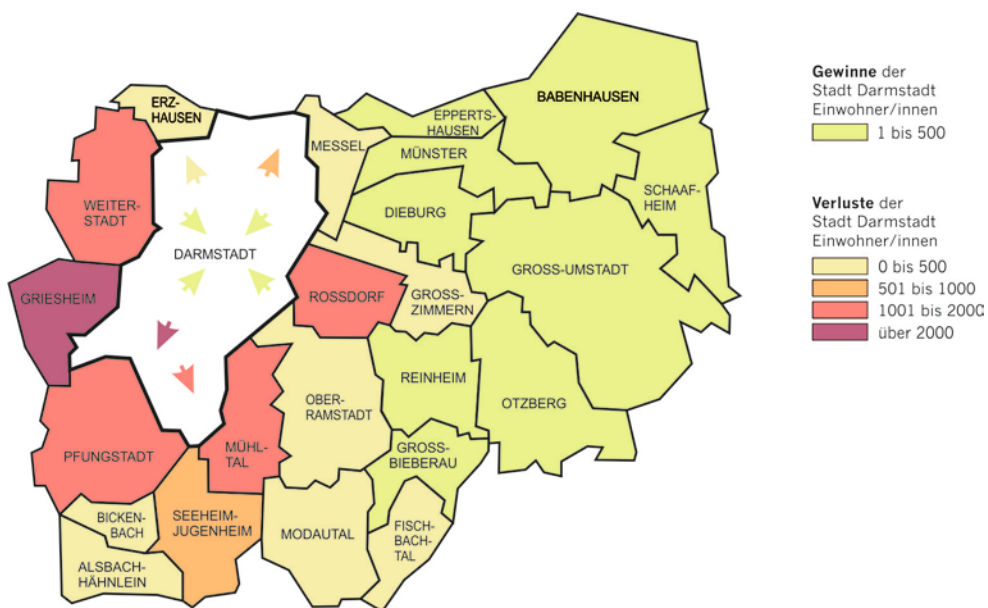 ERZ-
HAUSEN
MESSEL
EPPERTS-
HAUSEN
BABENHAUSEN
MÜNSTER
SCHAAF-
HEIM
WEITER-
STADT
DIEBURG
DARMSTADT
GROSS-UMSTADT
GRIESHEIM
ROSSDORF
GROSS-
ZIMMERN
REINHEIM
OTZBERG
OBER-
RAMSTADT
PFUNGSTADT
MÜHL-
TAL
GROSS-
BIEBERAU
BICKEN-
BACH
SEEHEIM-
JUGENHEIM
MODAUTAL
FISCH-
BACH-
TAL
ALSBACH-
HÄHNLEIN
Gewinne der
Stadt Darmstadt
Einwohner/innen
1 bis 500
Verluste der
Stadt Darmstadt
Einwohner/innen
0 bis 500
501 bis 1000
1001 bis 2000
über 2000